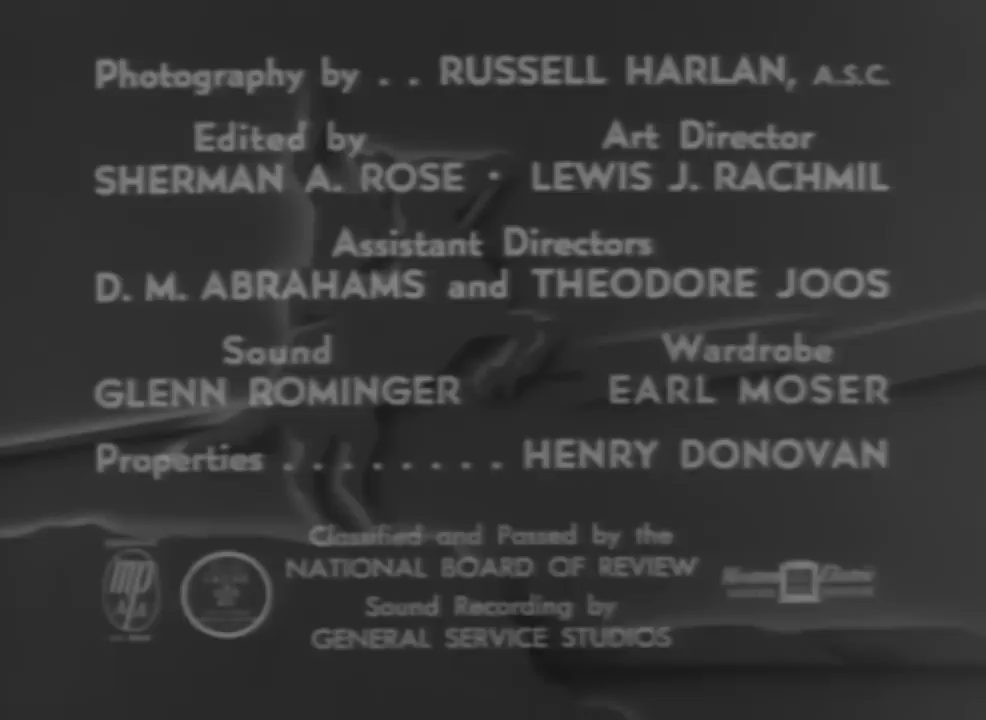 Photography by . . RUSSELL HARLAN, A.S.C.
Edited by Art Director
SHERMAN A. ROSE · LEWIS J. RACHMIL
Assistant Directors
D. M. ABRAHAMS and THEODORE JOOS
Sound Wardrobe
GLENN ROMINGER EARL MOSER
Properties . . . . . . . . . HENRY DONOVAN
Classified and Passed by the
NATIONAL BOARD OF REVIEW
Sound Recording by
GENERAL SERVICE STUDIOS